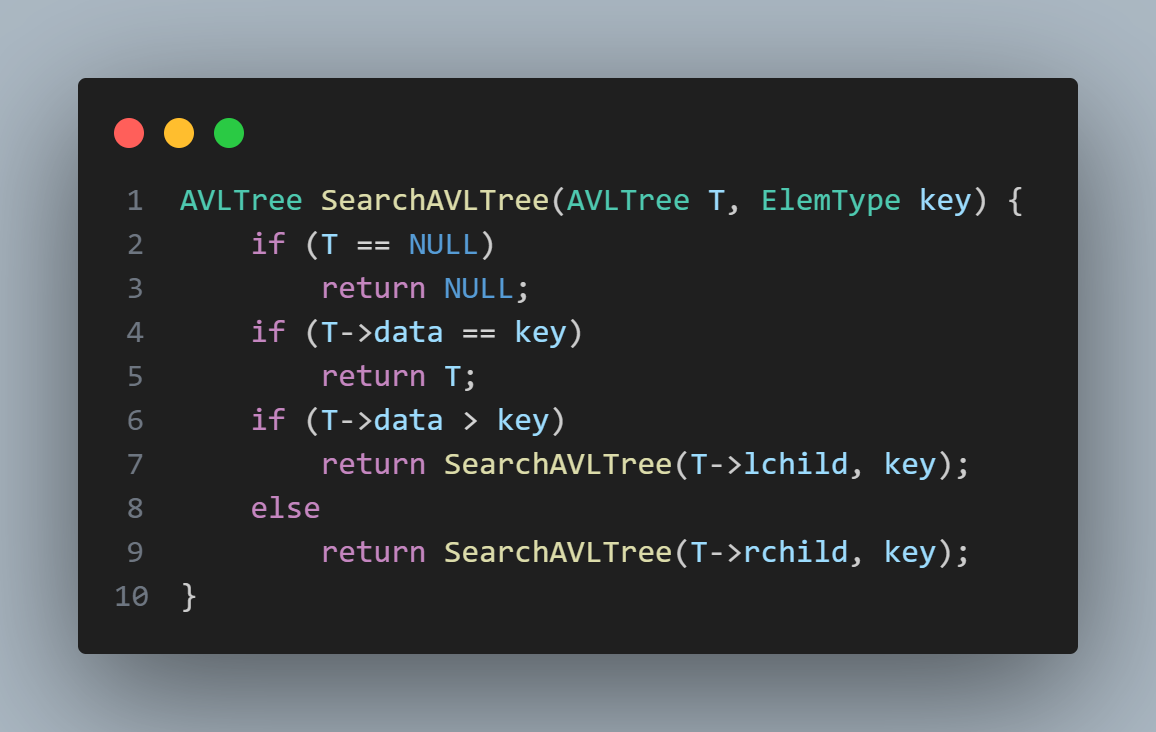 1 AVLTree SearchAVLTree(AVLTree T, ElemType key) {
2     if (T == NULL)
3         return NULL;
4     if (T->data == key)
5         return T;
6     if (T->data > key)
7         return SearchAVLTree(T->lchild, key);
8     else
9         return SearchAVLTree(T->rchild, key);
10 }